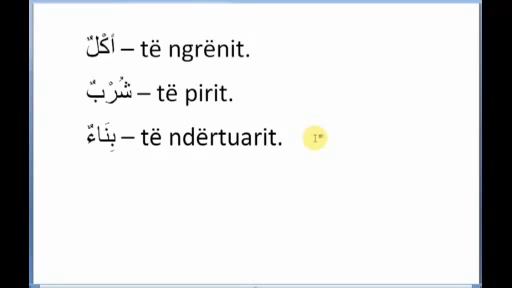 أَكْلٌ – të ngrënit.
شُرْبٌ – të pirit.
بِنَاءٌ – të ndërtuarit.